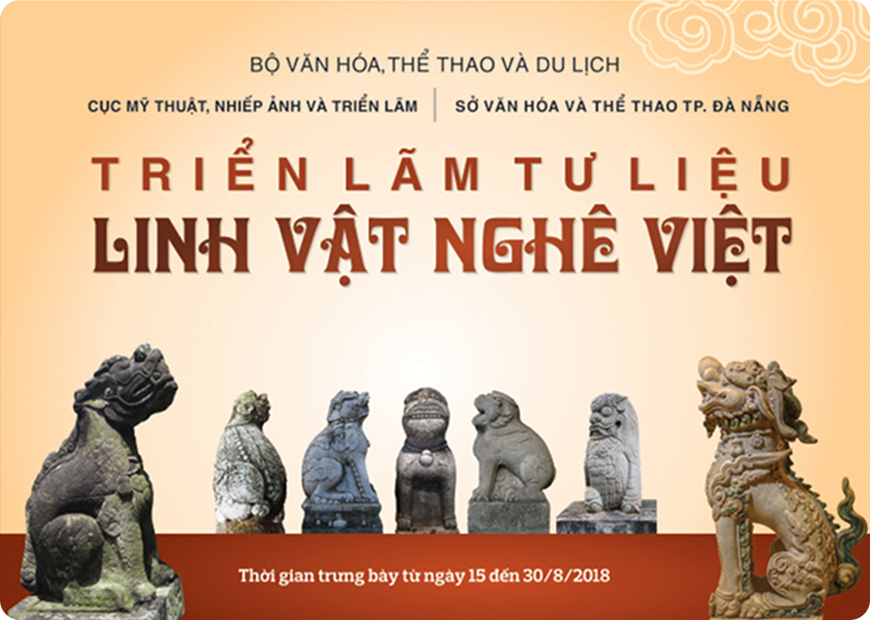 BỘ VĂN HÓA, THỂ THAO VÀ DU LỊCH
CỤC MỸ THUẬT, NHIẾP ẢNH VÀ TRIỂN LÃM
SỞ VĂN HÓA VÀ THỂ THAO TP. ĐÀ NẴNG
TRIỂN LÃM TƯ LIỆU
LINH VẬT NGHÊ VIỆT
Thời gian trưng bày từ ngày 15 đến 30/8/2018